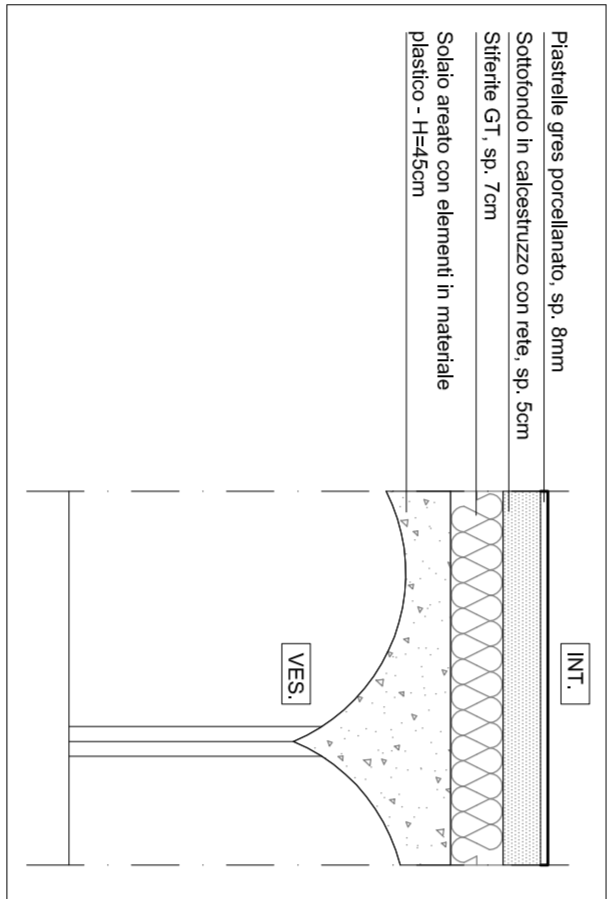 Piastrelle gres porcellanato, sp. 8mm
Sottofondo in calcestruzzo con rete, sp. 5cm
Stiferite GT, sp. 7cm
Solaio areato con elementi in materiale
plastico - H=45cm
INT.
VES.